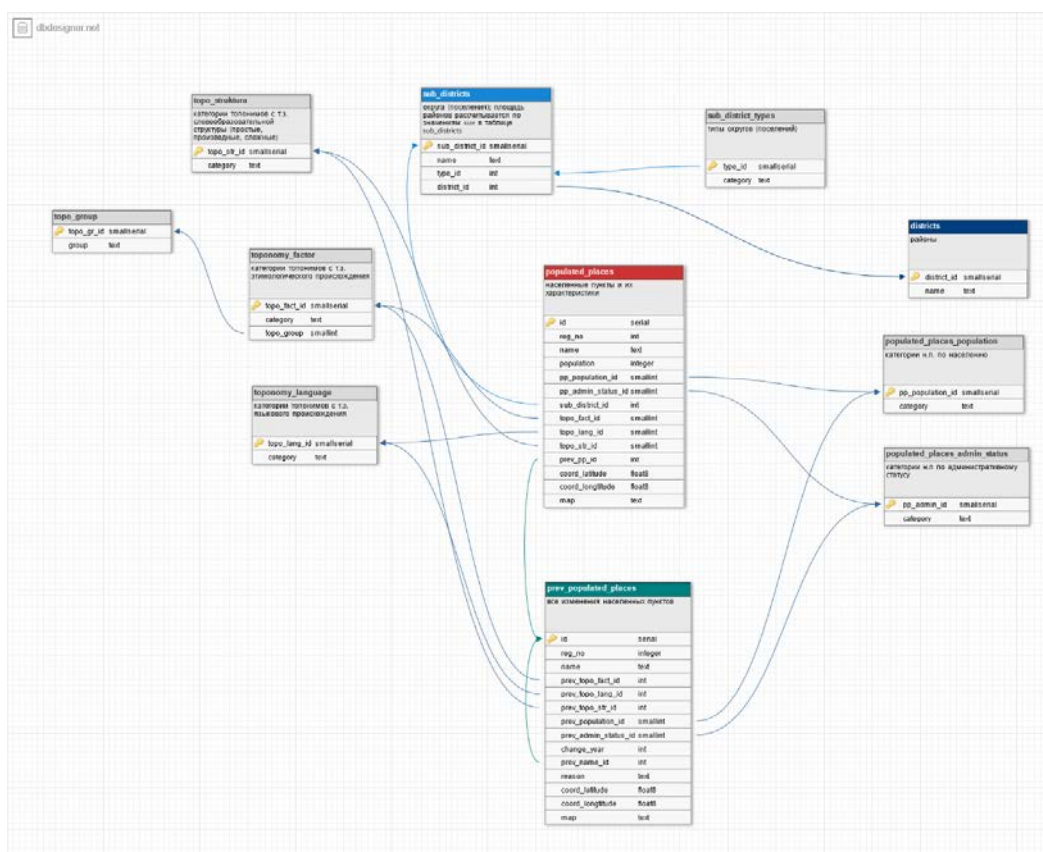 dbdesigner.net
topo_struktura
категории топонимов с т.з.
словообразовательной
структуры (простые,
производные, сложные)
topo_str_id smallserial
category text
sub_districts
округа (поселения); площадь
районов рассчитывается по
значениям в таблице
sub_districts
sub_district_id smallserial
name text
type_id int
district_id int
sub_district_types
типы округов (поселений)
type_id smallserial
category text
topo_group
topo_gr_id smallserial
group text
toponomy_factor
категории топонимов с т.з.
этимологического происхождения
topo_fact_id smallserial
category text
topo_group smallint
districts
районы
district_id smallserial
name text
populated_places
населенные пункты и их
характеристики
id serial
reg_no int
name text
population integer
pp_population_id smallint
pp_admin_status_id smallint
sub_district_id int
topo_fact_id smallint
topo_lang_id smallint
topo_str_id smallint
prev_pp_id int
coord_latitude float8
coord_longtitude float8
map text
populated_places_population
категории н.п. по населению
pp_population_id smallserial
category text
toponomy_language
категории топонимов с т.з.
языкового происхождения
topo_lang_id smallserial
category text
populated_places_admin_status
категории н.п по административному
статусу
pp_admin_id smallserial
category text
prev_populated_places
все изменения населенных пунктов
id serial
reg_no integer
name text
prev_topo_fact_id int
prev_topo_lang_id int
prev_topo_str_id int
prev_population_id smallint
prev_admin_status_id smallint
change_year int
prev_name_id int
reason text
coord_latitude float8
coord_longtitude float8
map text